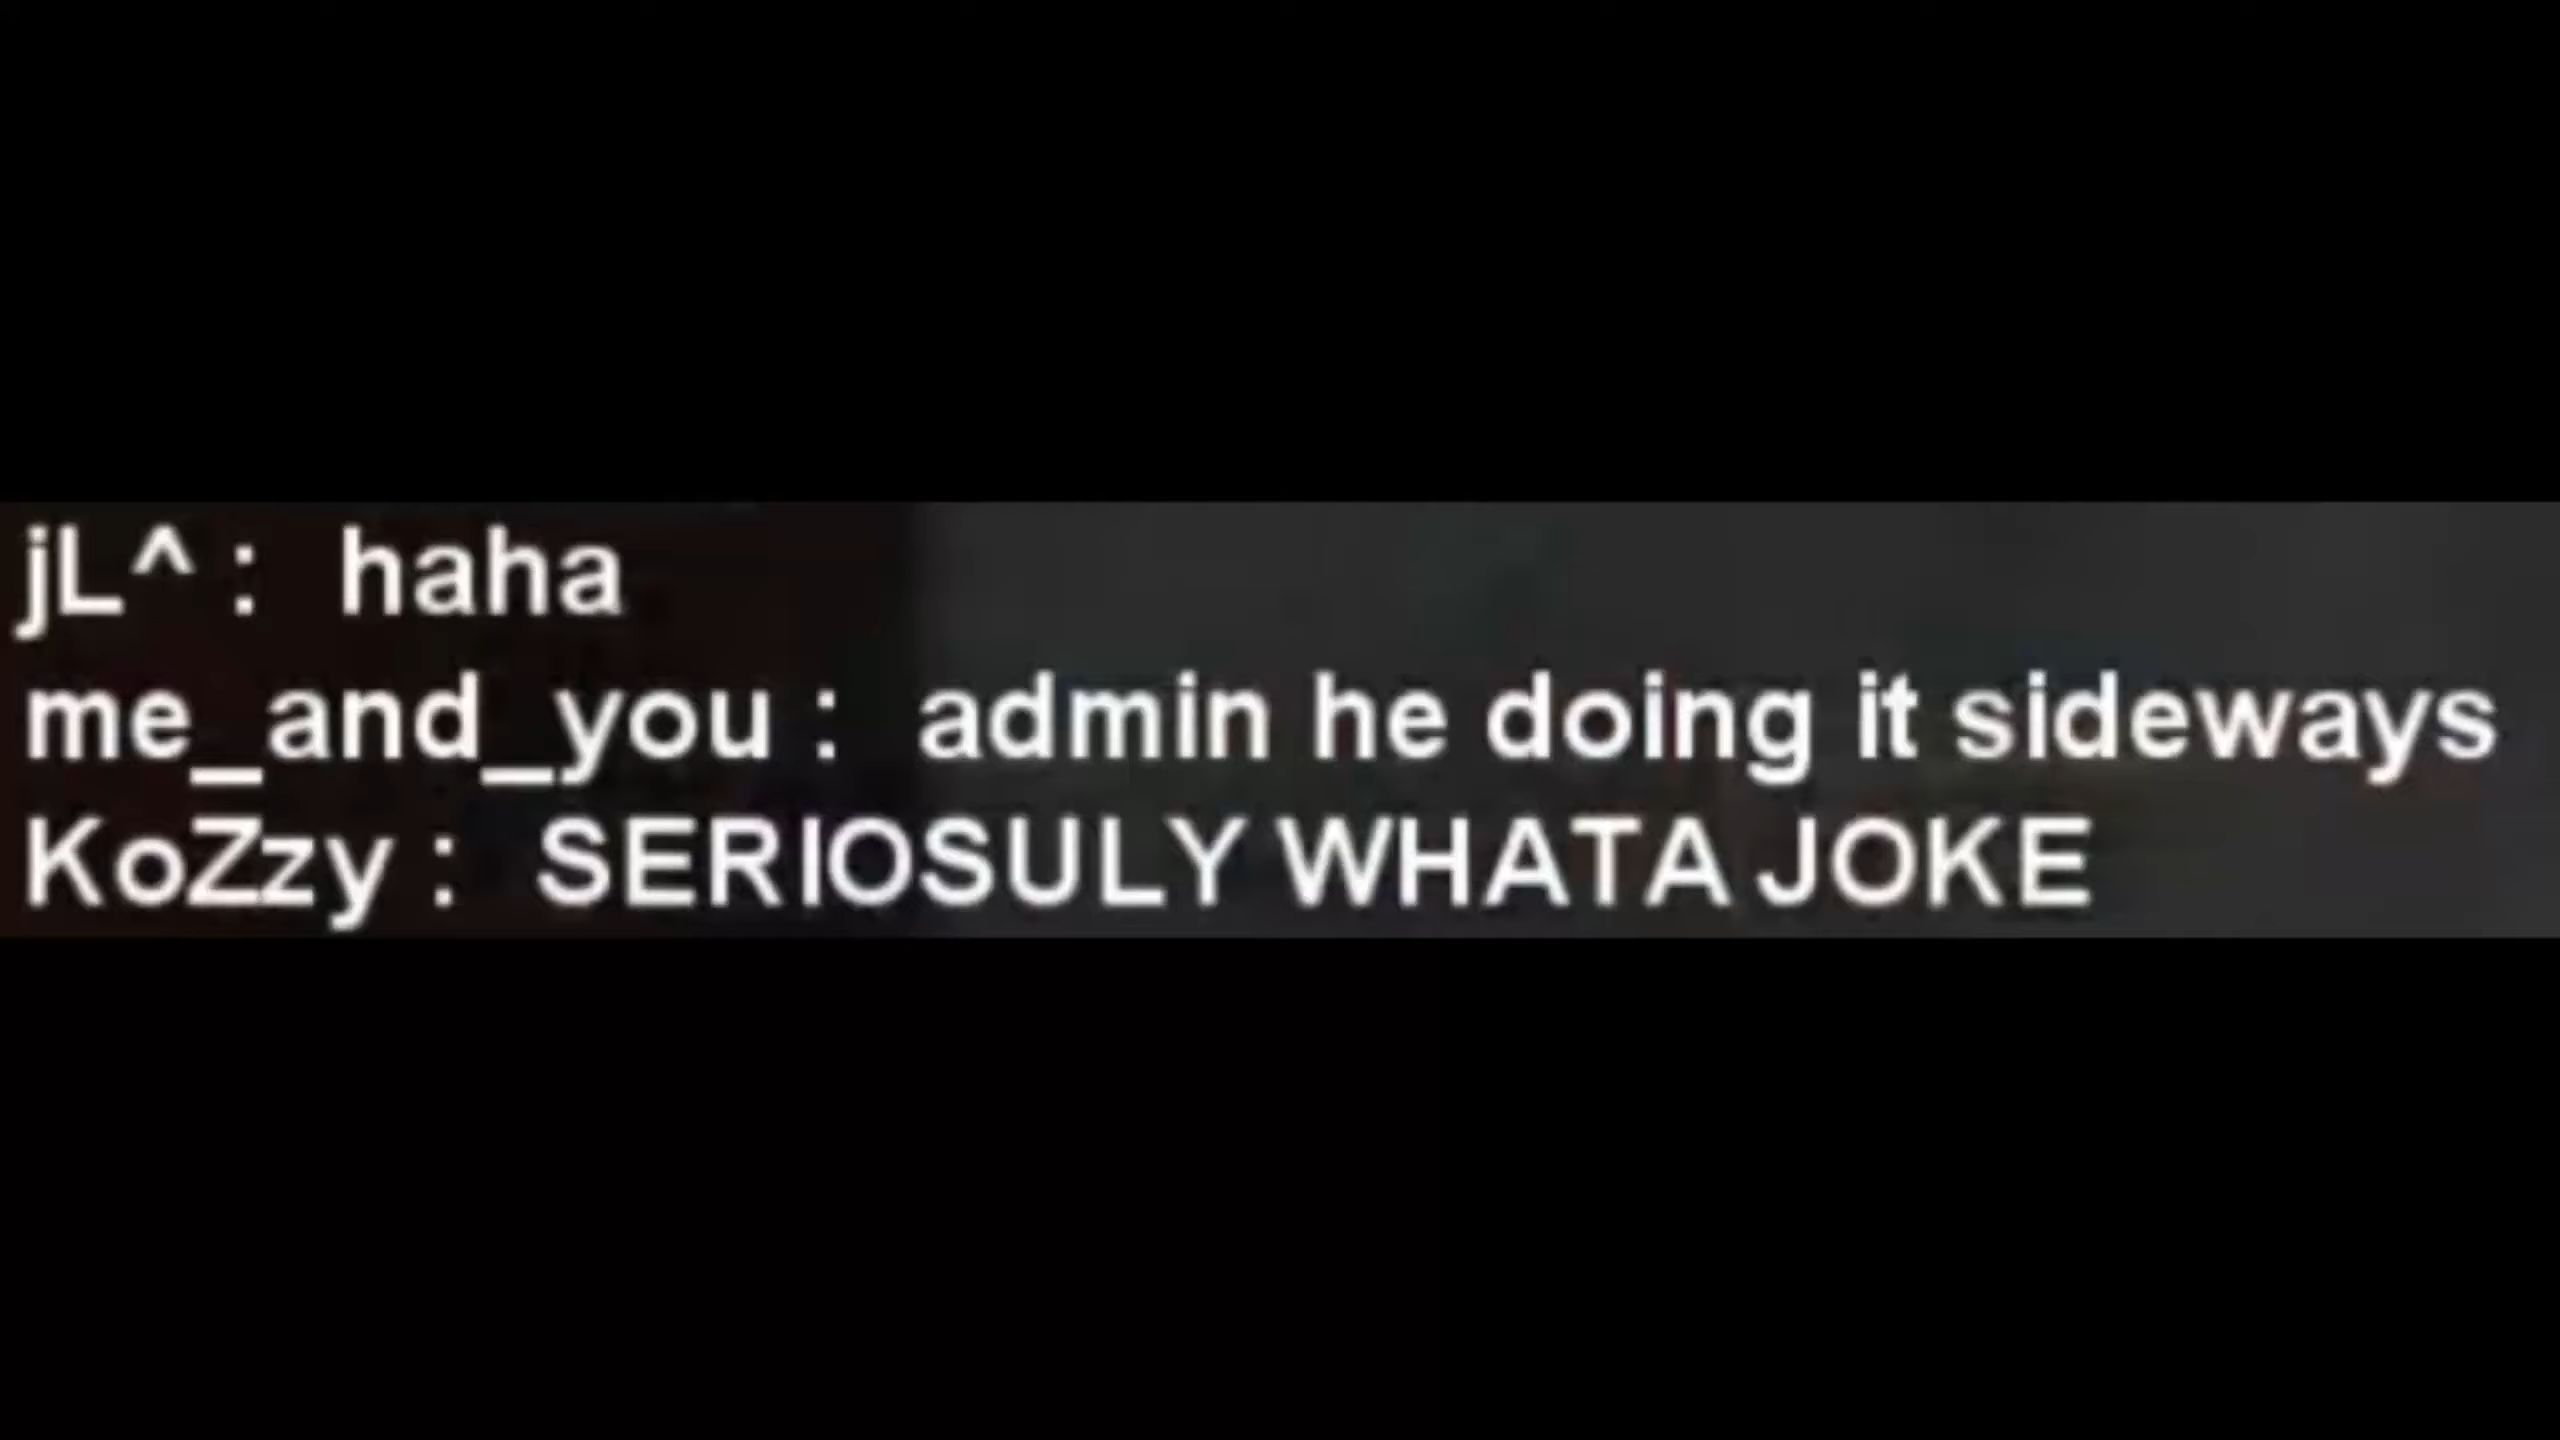 jL^ : haha
me_and_you : admin he doing it sideways
KoZzy : SERIOSULY WHATA JOKE